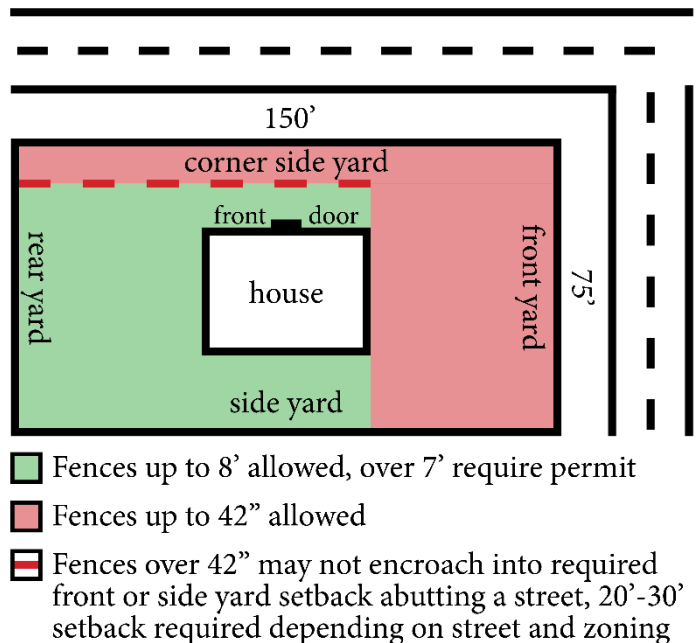 150’
corner side yard
front door
rear yard
house
front yard
75’
side yard
Fences up to 8’ allowed, over 7’ require permit
Fences up to 42” allowed
Fences over 42” may not encroach into required
front or side yard setback abutting a street, 20’-30’
setback required depending on street and zoning